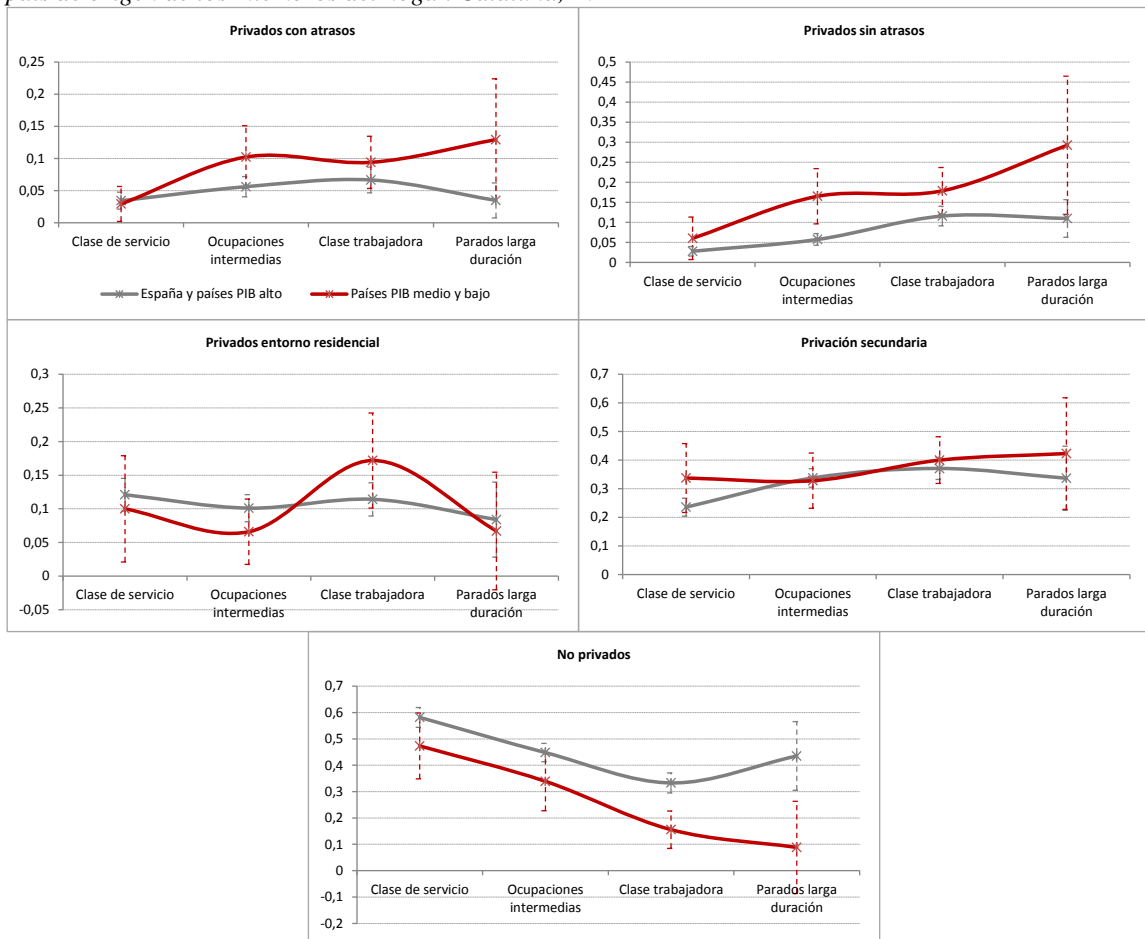 Privados con atrasos
0,25
0,2
0,15
0,1
0,05
0
Clase de servicio
Ocupaciones
intermedias
Clase trabajadora
Parados larga
duración
España y países PIB alto
Países PIB medio y bajo
Privados sin atrasos
0,5
0,45
0,4
0,35
0,3
0,25
0,2
0,15
0,1
0,05
0
Clase de servicio
Ocupaciones
intermedias
Clase trabajadora
Parados larga
duración
Privados entorno residencial
0,3
0,25
0,2
0,15
0,1
0,05
0
-0,05
Clase de servicio
Ocupaciones
intermedias
Clase trabajadora
Parados larga
duración
Privación secundaria
0,7
0,6
0,5
0,4
0,3
0,2
0,1
0
Clase de servicio
Ocupaciones
intermedias
Clase trabajadora
Parados larga
duración
No privados
0,7
0,6
0,5
0,4
0,3
0,2
0,1
0
-0,1
-0,2
Clase de servicio
Ocupaciones
intermedias
Clase trabajadora
Parados larga
duración